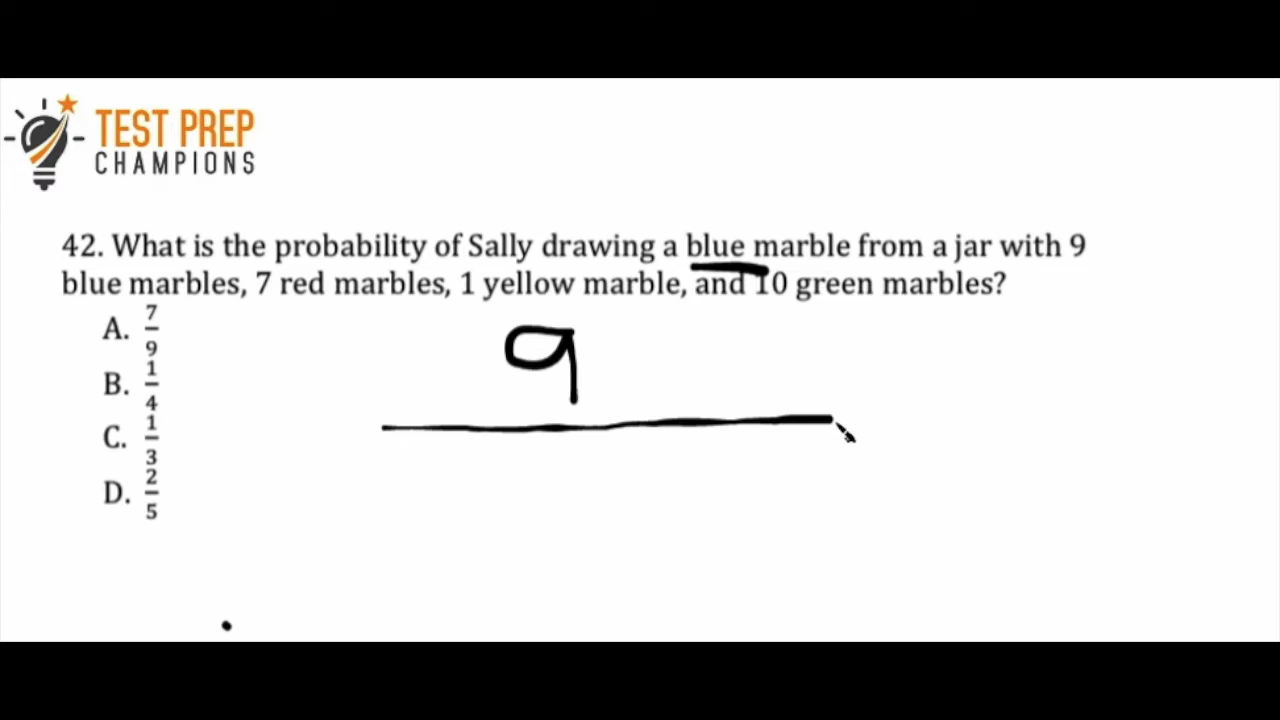 TEST PREP
CHAMPIONS
42. What is the probability of Sally drawing a blue marble from a jar with 9
blue marbles, 7 red marbles, 1 yellow marble, and 10 green marbles?
A. 7/9
B. 1/4
C. 1/3
D. 2/5
9